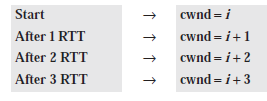 Start → cwnd = i
After 1 RTT → cwnd = i + 1
After 2 RTT → cwnd = i + 2
After 3 RTT → cwnd = i + 3